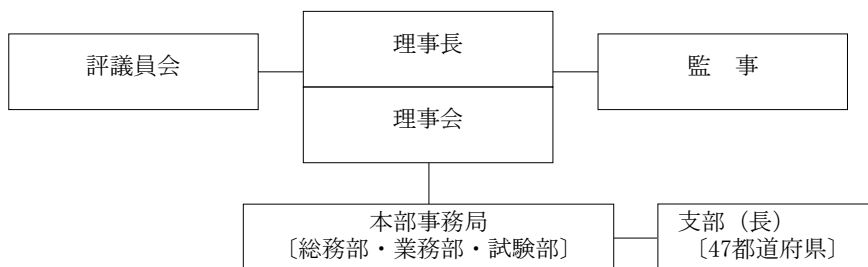 理事長
評議員会
監　事
理事会
本部事務局
〔総務部・業務部・試験部〕
支部（長）
〔47都道府県〕